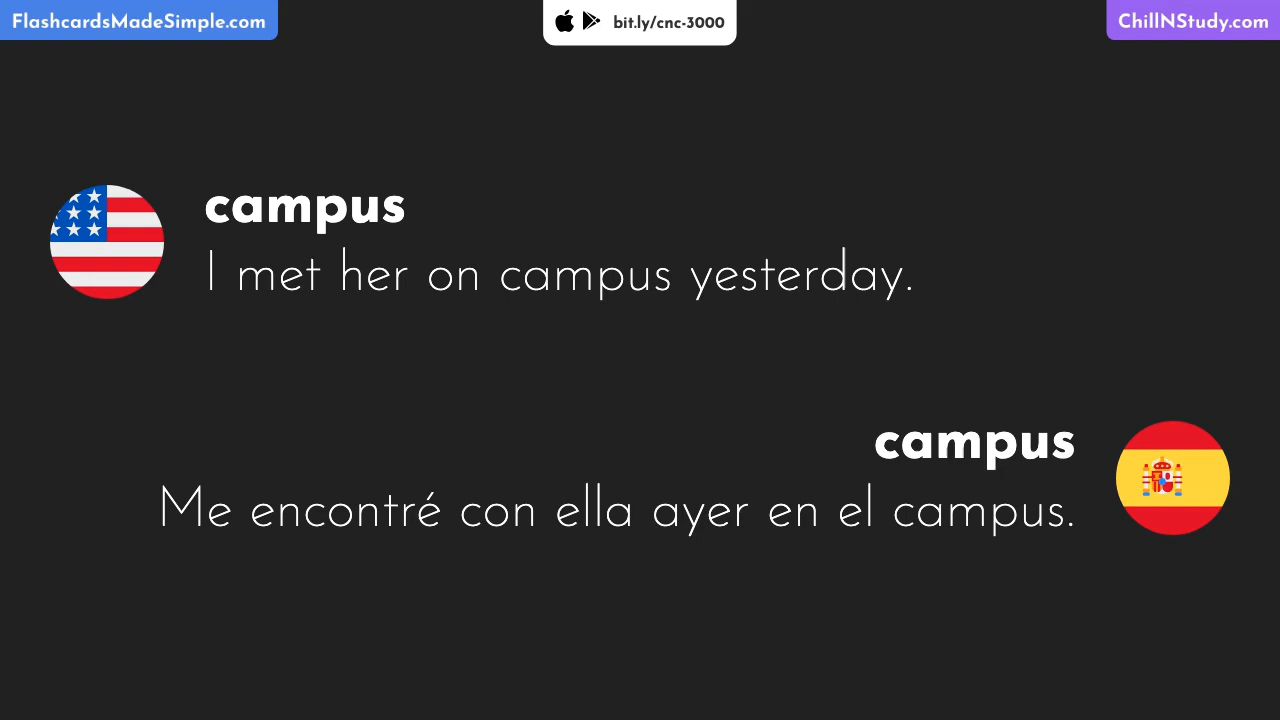 FlashcardsMadeSimple.com
bit.ly/cnc-3000
ChillNStudy.com
campus
I met her on campus yesterday.
campus
Me encontré con ella ayer en el campus.